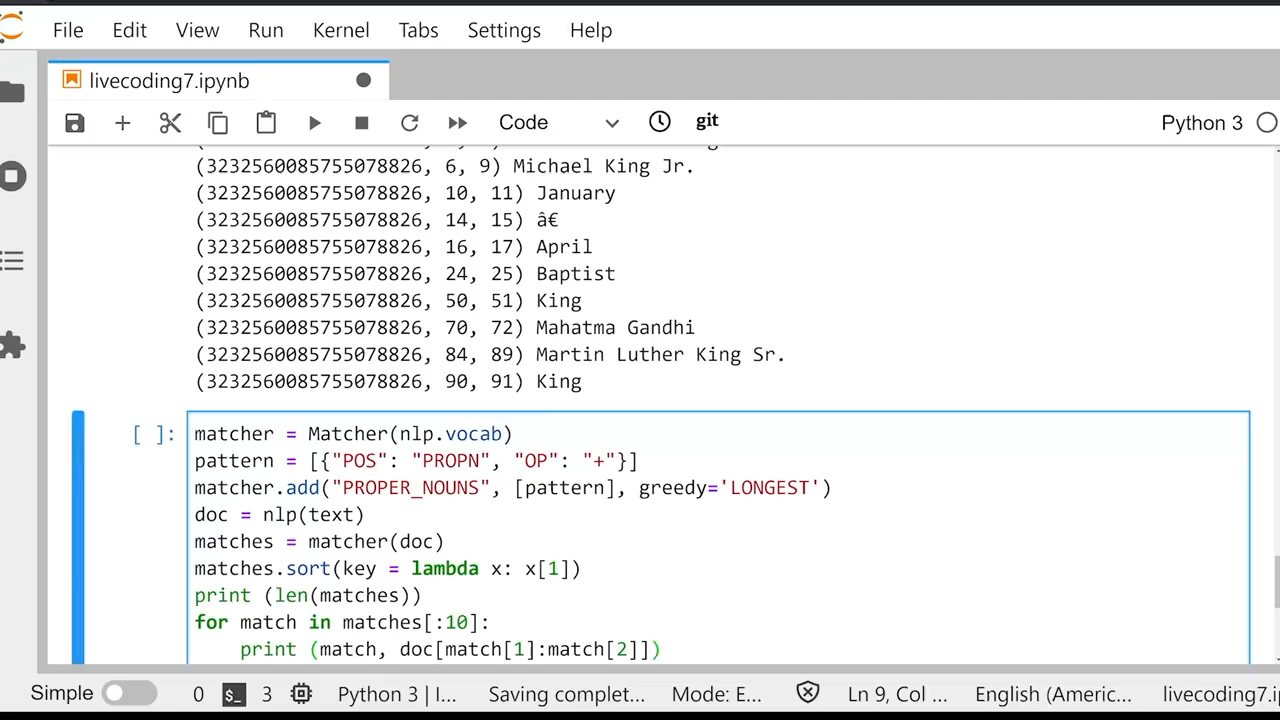 File Edit View Run Kernel Tabs Settings Help
livecoding7.ipynb
Code git Python 3
(3232560085755078826, 6, 9) Michael King Jr.
(3232560085755078826, 10, 11) January
(3232560085755078826, 14, 15) â€
(3232560085755078826, 16, 17) April
(3232560085755078826, 24, 25) Baptist
(3232560085755078826, 50, 51) King
(3232560085755078826, 70, 72) Mahatma Gandhi
(3232560085755078826, 84, 89) Martin Luther King Sr.
(3232560085755078826, 90, 91) King
[ ]: matcher = Matcher(nlp.vocab)
pattern = [{"POS": "PROPN", "OP": "+"}]
matcher.add("PROPER_NOUNS", [pattern], greedy='LONGEST')
doc = nlp(text)
matches = matcher(doc)
matches.sort(key = lambda x: x[1])
print (len(matches))
for match in matches[:10]:
    print (match, doc[match[1]:match[2]])
Simple 0 $_ 3 Python 3 | I... Saving complet... Mode: E... Ln 9, Col ... English (Americ... livecoding7.ip